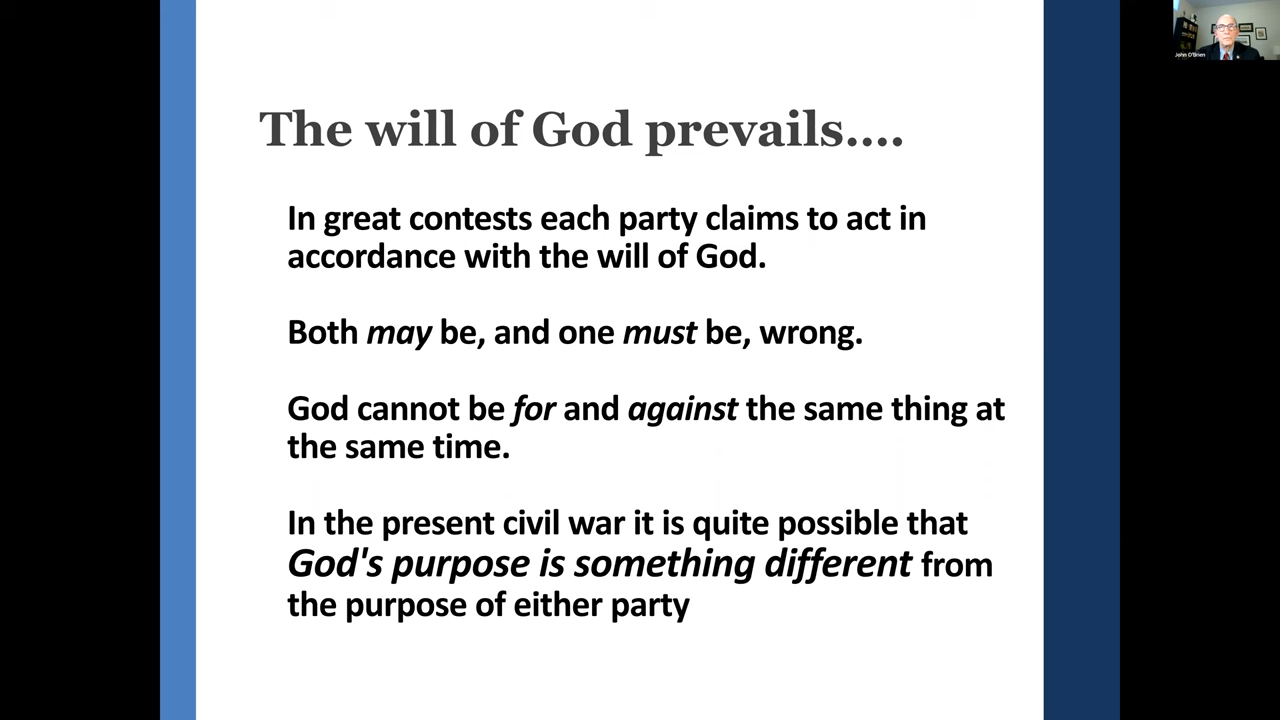 The will of God prevails....
In great contests each party claims to act in
accordance with the will of God.
Both may be, and one must be, wrong.
God cannot be for and against the same thing at
the same time.
In the present civil war it is quite possible that
God's purpose is something different from
the purpose of either party
John O'Brien